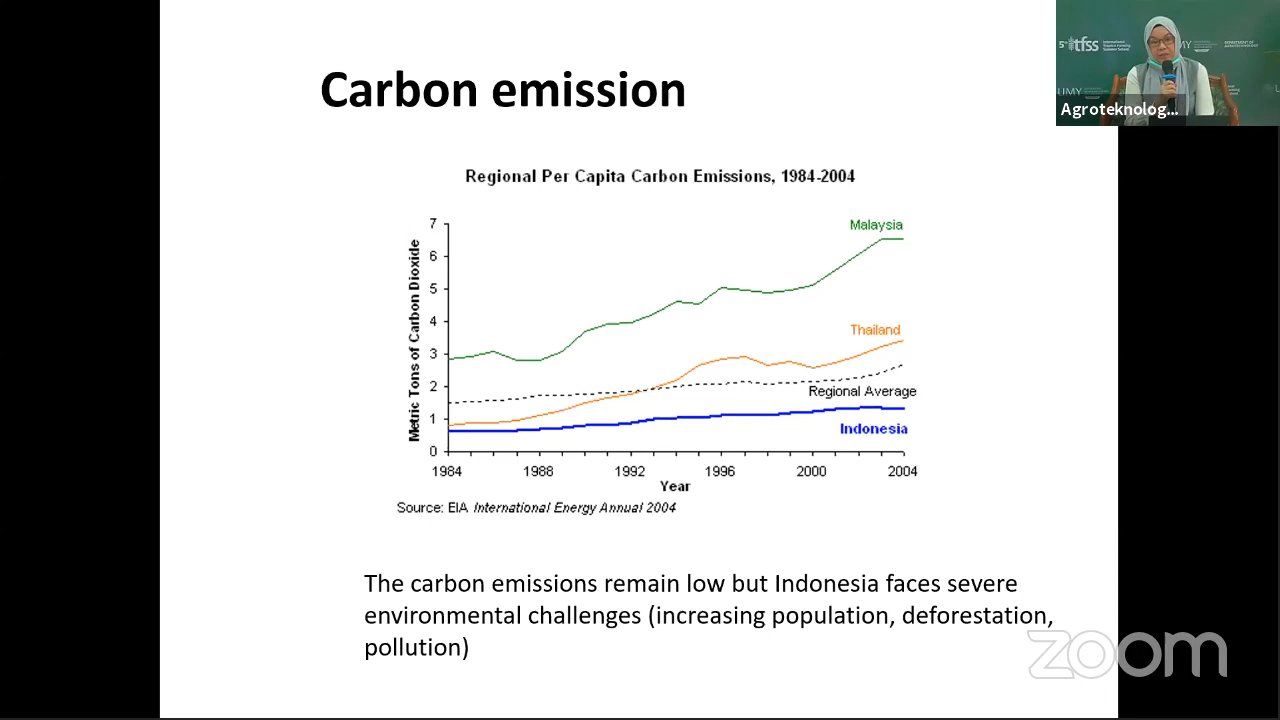 Carbon emission
5th tfss
UMY
Agroteknolog...
Regional Per Capita Carbon Emissions, 1984-2004
Metric Tons of Carbon Dioxide
7
6
5
4
3
2
1
0
Malaysia
Thailand
Regional Average
Indonesia
1984
1988
1992
1996
2000
2004
Year
Source: EIA International Energy Annual 2004
The carbon emissions remain low but Indonesia faces severe
environmental challenges (increasing population, deforestation,
pollution)
zoom